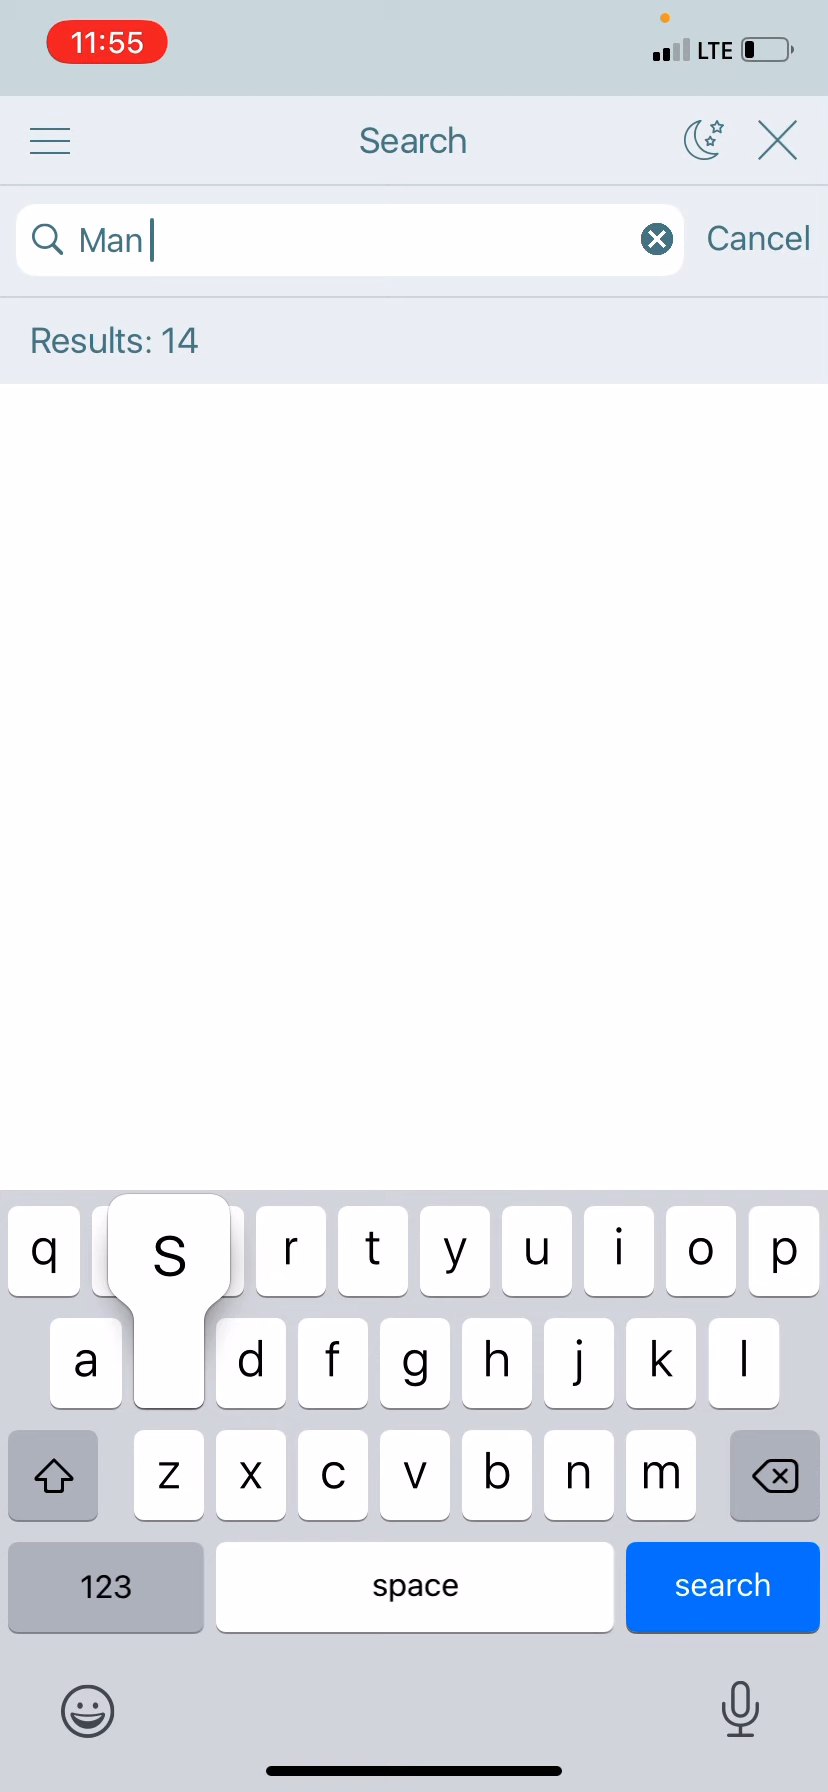 11:55
LTE
Search
Man
Cancel
Results: 14
q s r t y u i o p
a d f g h j k l
z x c v b n m
123 space search